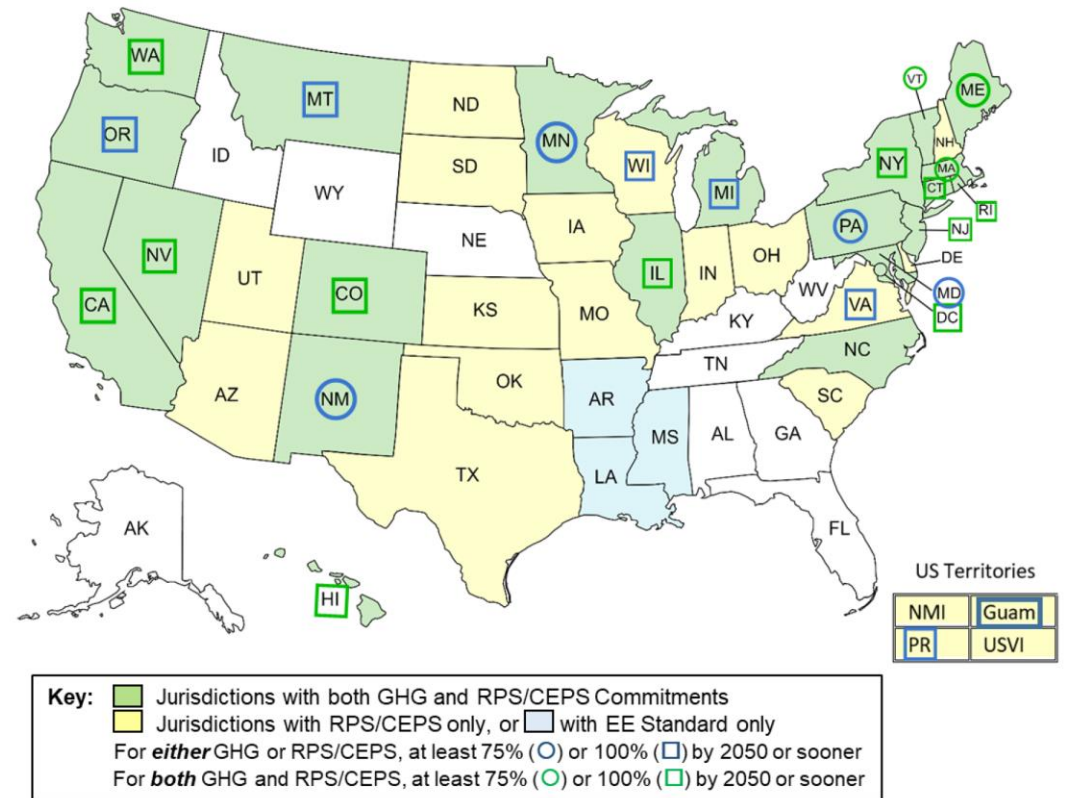 WA
MT
ND
MN
VT
ME
OR
ID
SD
WI
MI
NY
NH
MA
CT
RI
WY
IA
PA
NJ
NE
NV
UT
CO
IL
IN
OH
DE
MD
DC
CA
KS
MO
WV
VA
KY
NC
AZ
NM
OK
AR
TN
SC
TX
LA
MS
AL
GA
FL
AK
HI
US Territories
NMI Guam
PR USVI
Key: Jurisdictions with both GHG and RPS/CEPS Commitments
Jurisdictions with RPS/CEPS only, or with EE Standard only
For either GHG or RPS/CEPS, at least 75% ( ) or 100% ( ) by 2050 or sooner
For both GHG and RPS/CEPS, at least 75% ( ) or 100% ( ) by 2050 or sooner